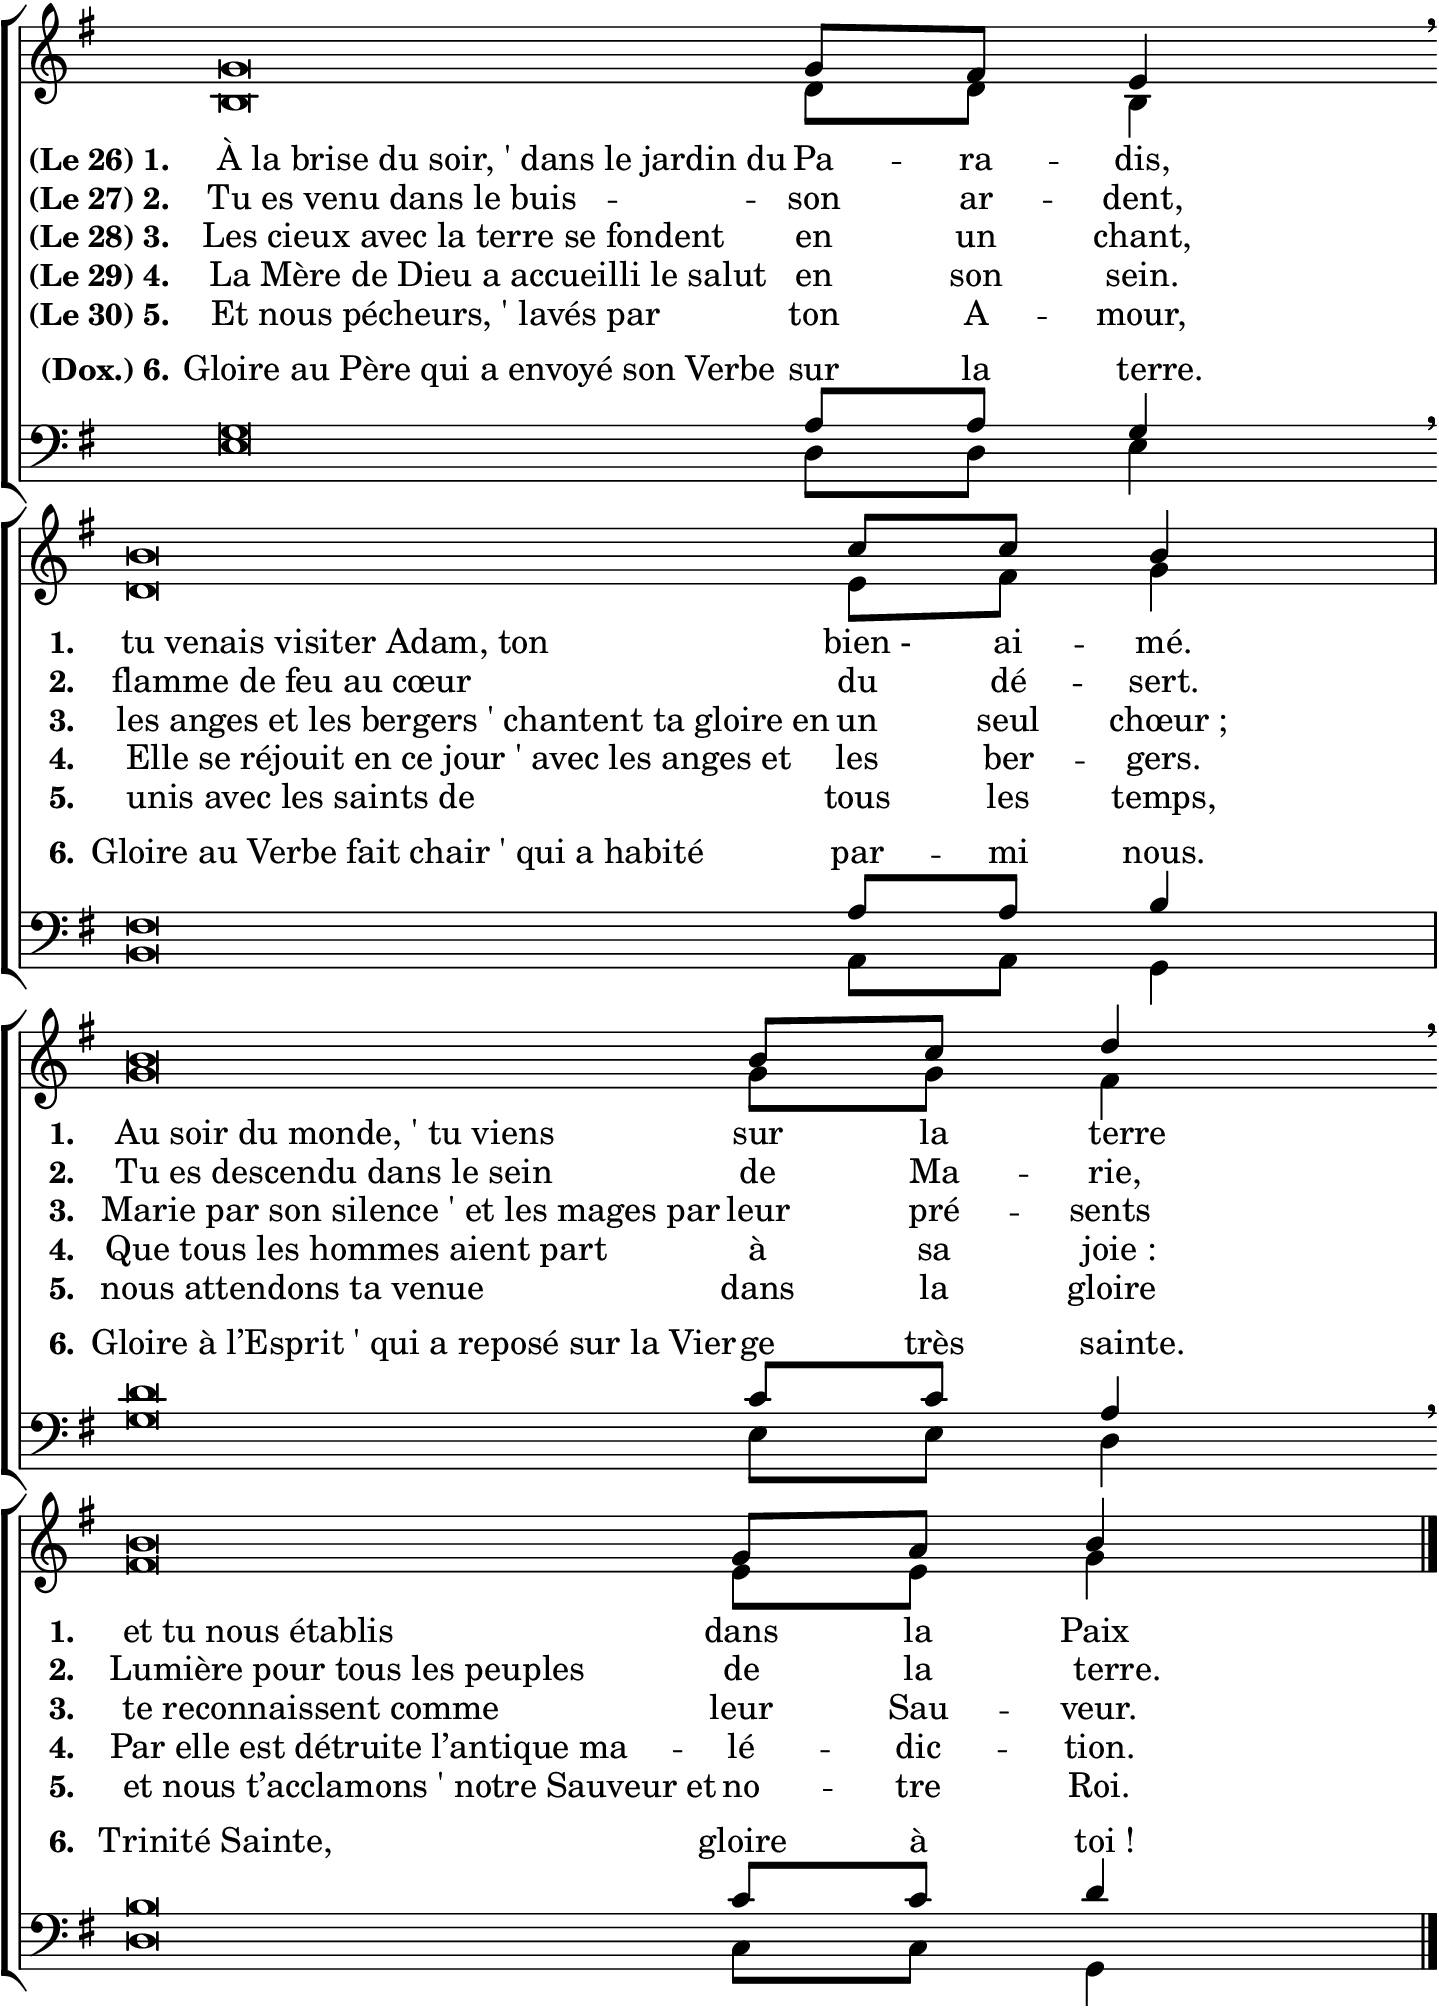 (Le 26) 1. À la brise du soir, ' dans le jardin du Pa -- ra -- dis,
(Le 27) 2. Tu es venu dans le buis -- -- son ar -- dent,
(Le 28) 3. Les cieux avec la terre se fondent en un chant,
(Le 29) 4. La Mère de Dieu a accueilli le salut en son sein.
(Le 30) 5. Et nous pécheurs, ' lavés par ton A -- mour,
(Dox.) 6. Gloire au Père qui a envoyé son Verbe sur la terre.
1. tu venais visiter Adam, ton bien - ai -- mé.
2. flamme de feu au cœur du dé -- sert.
3. les anges et les bergers ' chantent ta gloire en un seul chœur ;
4. Elle se réjouit en ce jour ' avec les anges et les ber -- gers.
5. unis avec les saints de tous les temps,
6. Gloire au Verbe fait chair ' qui a habité par -- mi nous.
1. Au soir du monde, ' tu viens sur la terre
2. Tu es descendu dans le sein de Ma -- rie,
3. Marie par son silence ' et les mages par leur pré -- sents
4. Que tous les hommes aient part à sa joie :
5. nous attendons ta venue dans la gloire
6. Gloire à l’Esprit ' qui a reposé sur la Vierge très sainte.
1. et tu nous établis dans la Paix
2. Lumière pour tous les peuples de la terre.
3. te reconnaissent comme leur Sau -- veur.
4. Par elle est détruite l’antique ma -- lé -- dic -- tion.
5. et nous t’acclamons ' notre Sauveur et no -- tre Roi.
6. Trinité Sainte, gloire à toi !